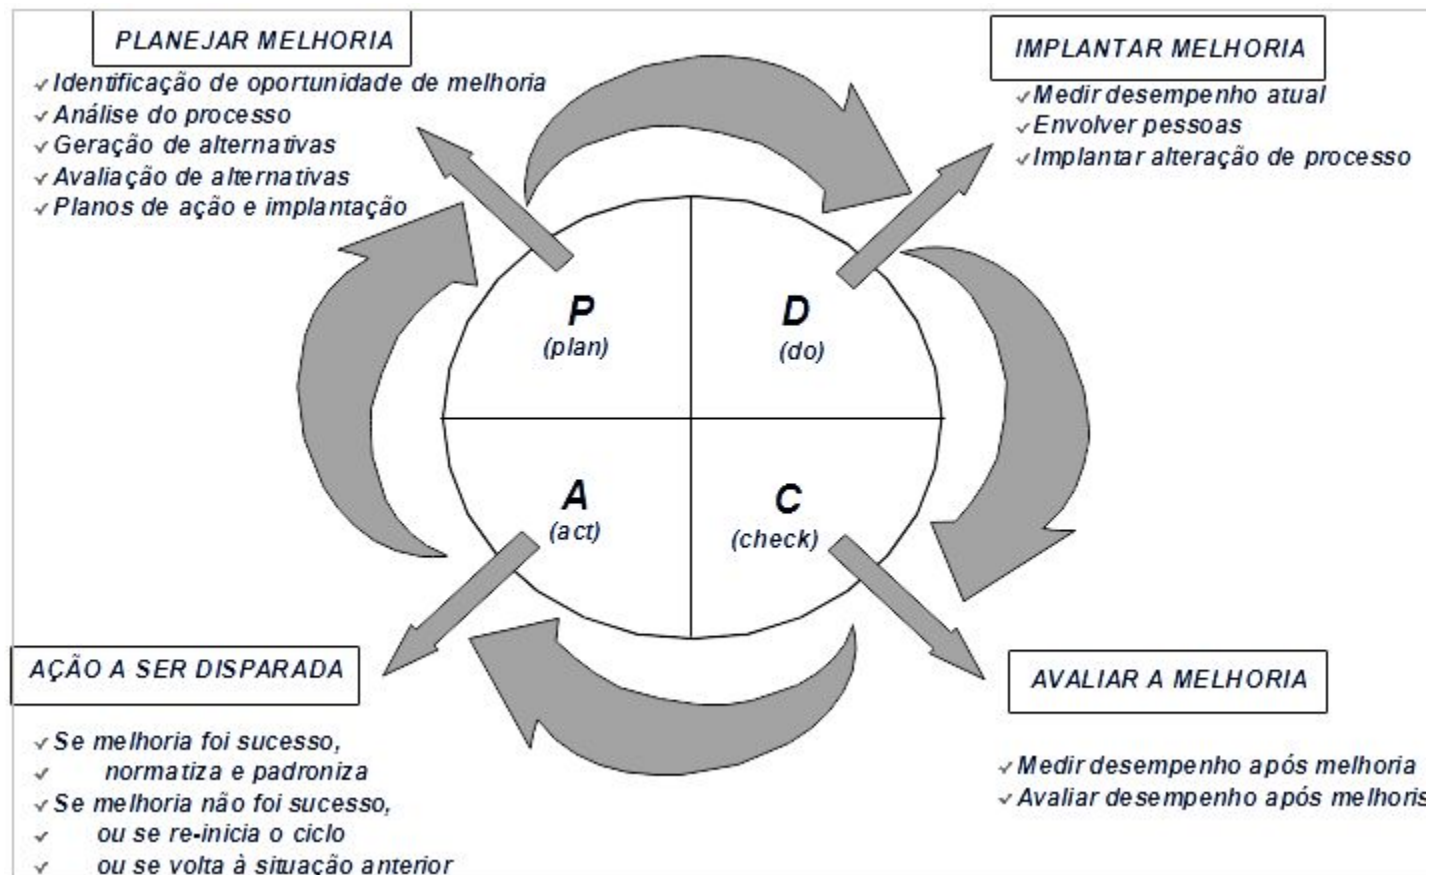 PLANEJAR MELHORIA
✓Identificação de oportunidade de melhoria
✓Análise do processo
✓Geração de alternativas
✓Avaliação de alternativas
✓Planos de ação e implantação
IMPLANTAR MELHORIA
✓Medir desempenho atual
✓Envolver pessoas
✓Implantar alteração de processo
P
(plan)
D
(do)
A
(act)
C
(check)
AÇÃO A SER DISPARADA
✓Se melhoria foi sucesso,
✓ normatiza e padroniza
✓Se melhoria não foi sucesso,
✓ ou se re-inicia o ciclo
✓ ou se volta à situação anterior
AVALIAR A MELHORIA
✓Medir desempenho após melhoria
✓Avaliar desempenho após melhoris